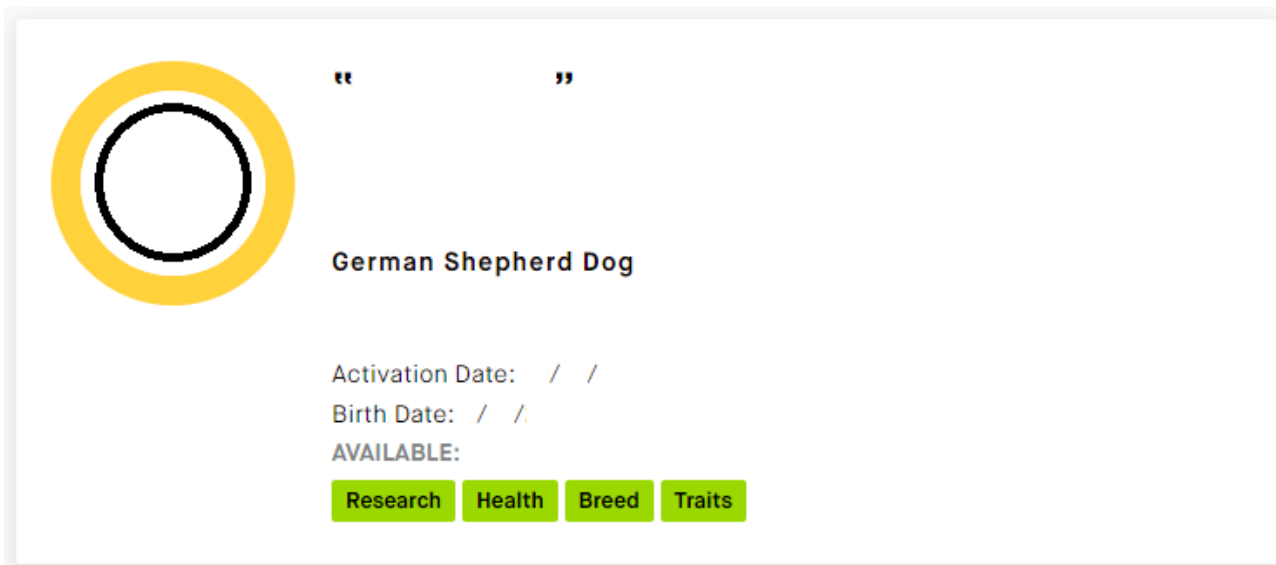 “ ”
German Shepherd Dog
Activation Date: / /
Birth Date: / /
AVAILABLE:
Research Health Breed Traits